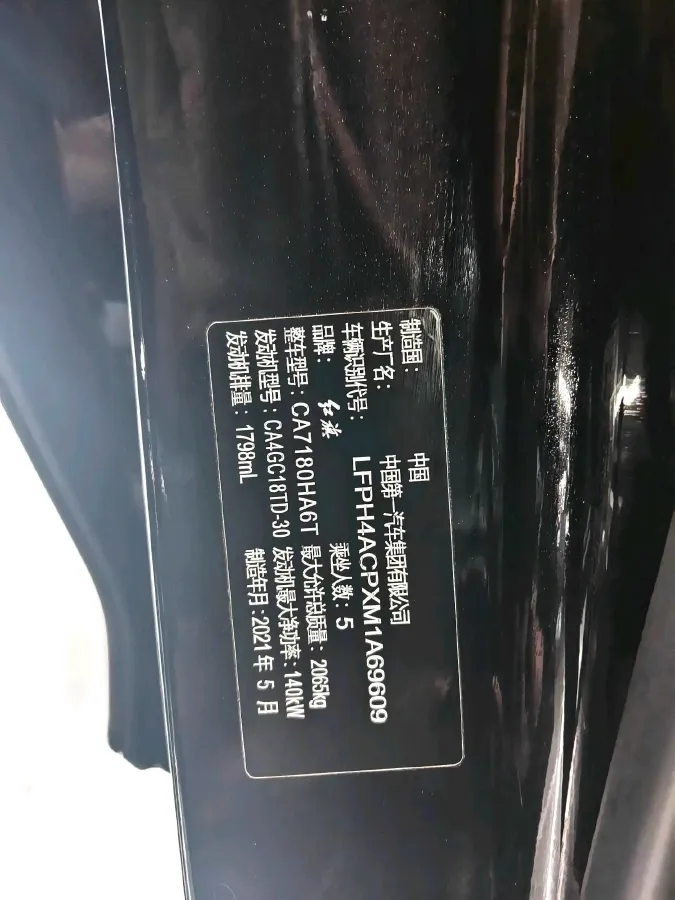 制造国： 中国
生产厂名： 中国第一汽车集团有限公司
车辆识别代号： LFPH4ACPXM1A69609
品牌： 红旗 乘坐人数：5
整车型号：CA7180HA6T 最大允许总质量：2065kg
发动机型号：CA4GC18TD-30 发动机最大净功率：140kW
发动机排量：1798mL 制造年月：2021年 5 月